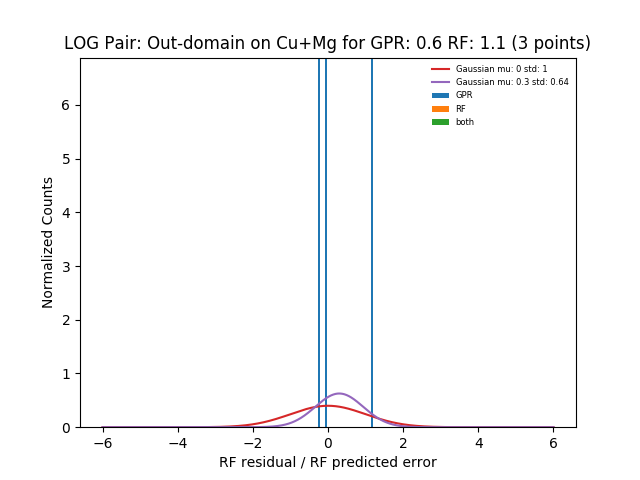 LOG Pair: Out-domain on Cu+Mg for GPR: 0.6 RF: 1.1 (3 points)
Gaussian mu: 0 std: 1
Gaussian mu: 0.3 std: 0.64
GPR
RF
both
Normalized Counts
6
5
4
3
2
1
0
−6 −4 −2 0 2 4 6
RF residual / RF predicted error